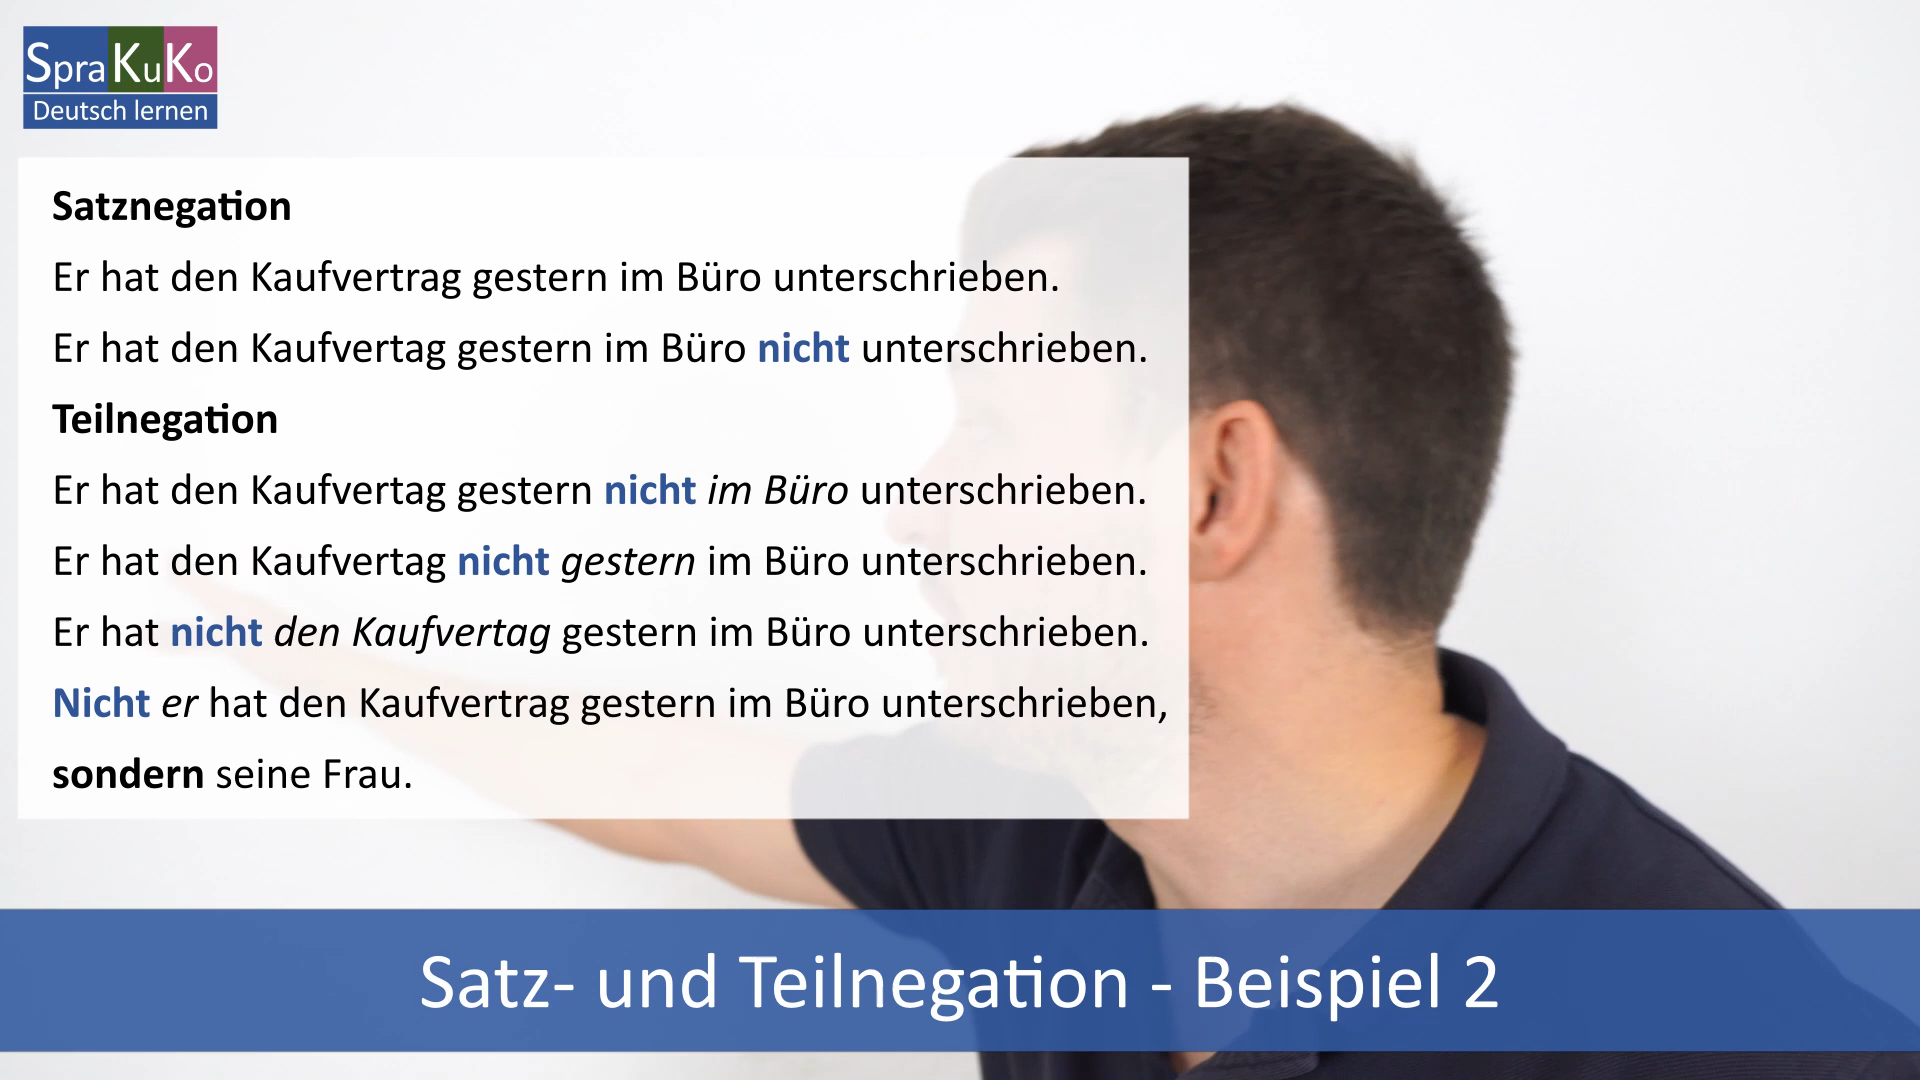 SpraKuKo
Deutsch lernen
Satznegation
Er hat den Kaufvertrag gestern im Büro unterschrieben.
Er hat den Kaufvertag gestern im Büro nicht unterschrieben.
Teilnegation
Er hat den Kaufvertag gestern nicht im Büro unterschrieben.
Er hat den Kaufvertag nicht gestern im Büro unterschrieben.
Er hat nicht den Kaufvertag gestern im Büro unterschrieben.
Nicht er hat den Kaufvertrag gestern im Büro unterschrieben,
sondern seine Frau.
Satz- und Teilnegation - Beispiel 2